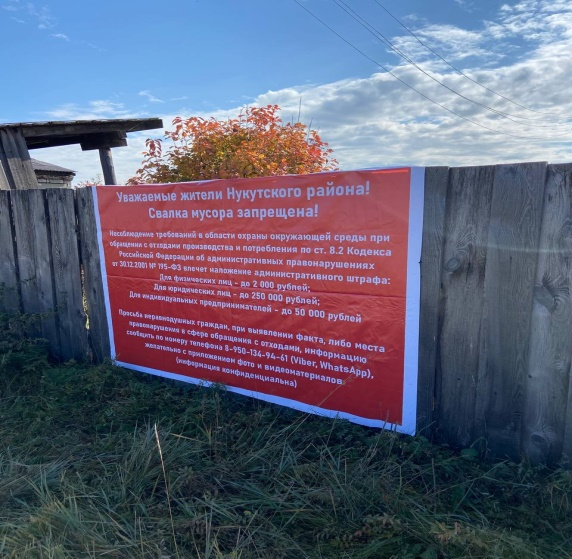 Уважаемые жители Нукутского района!
Свалка мусора запрещена!
Несоблюдение требований в области охраны окружающей среды при
обращении с отходами производства и потребления по ст. 8.2 Кодекса
Российской Федерации об административных правонарушениях
от 30.12.2001 № 195-ФЗ влечет наложение административного штрафа:
Для физических лиц - до 2 000 рублей;
Для юридических лиц - до 250 000 рублей;
Для индивидуальных предпринимателей - до 50 000 рублей
Просьба неравнодушных граждан, при выявлении факта, либо места
правонарушения в сфере обращения с отходами, информацию
сообщить по номеру телефона 8-950-134-94-61 (Viber, WhatsApp),
желательно с приложением фото и видеоматериалов.
(информация конфиденциальна)